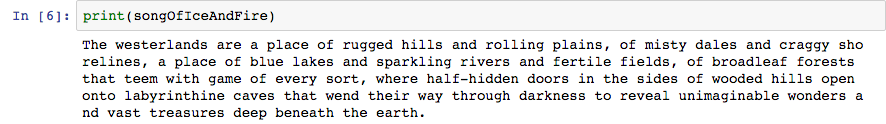 In [6]: print(songOfIceAndFire)
The westerlands are a place of rugged hills and rolling plains, of misty dales and craggy sho
relines, a place of blue lakes and sparkling rivers and fertile fields, of broadleaf forests
that teem with game of every sort, where half-hidden doors in the sides of wooded hills open
onto labyrinthine caves that wend their way through darkness to reveal unimaginable wonders a
nd vast treasures deep beneath the earth.